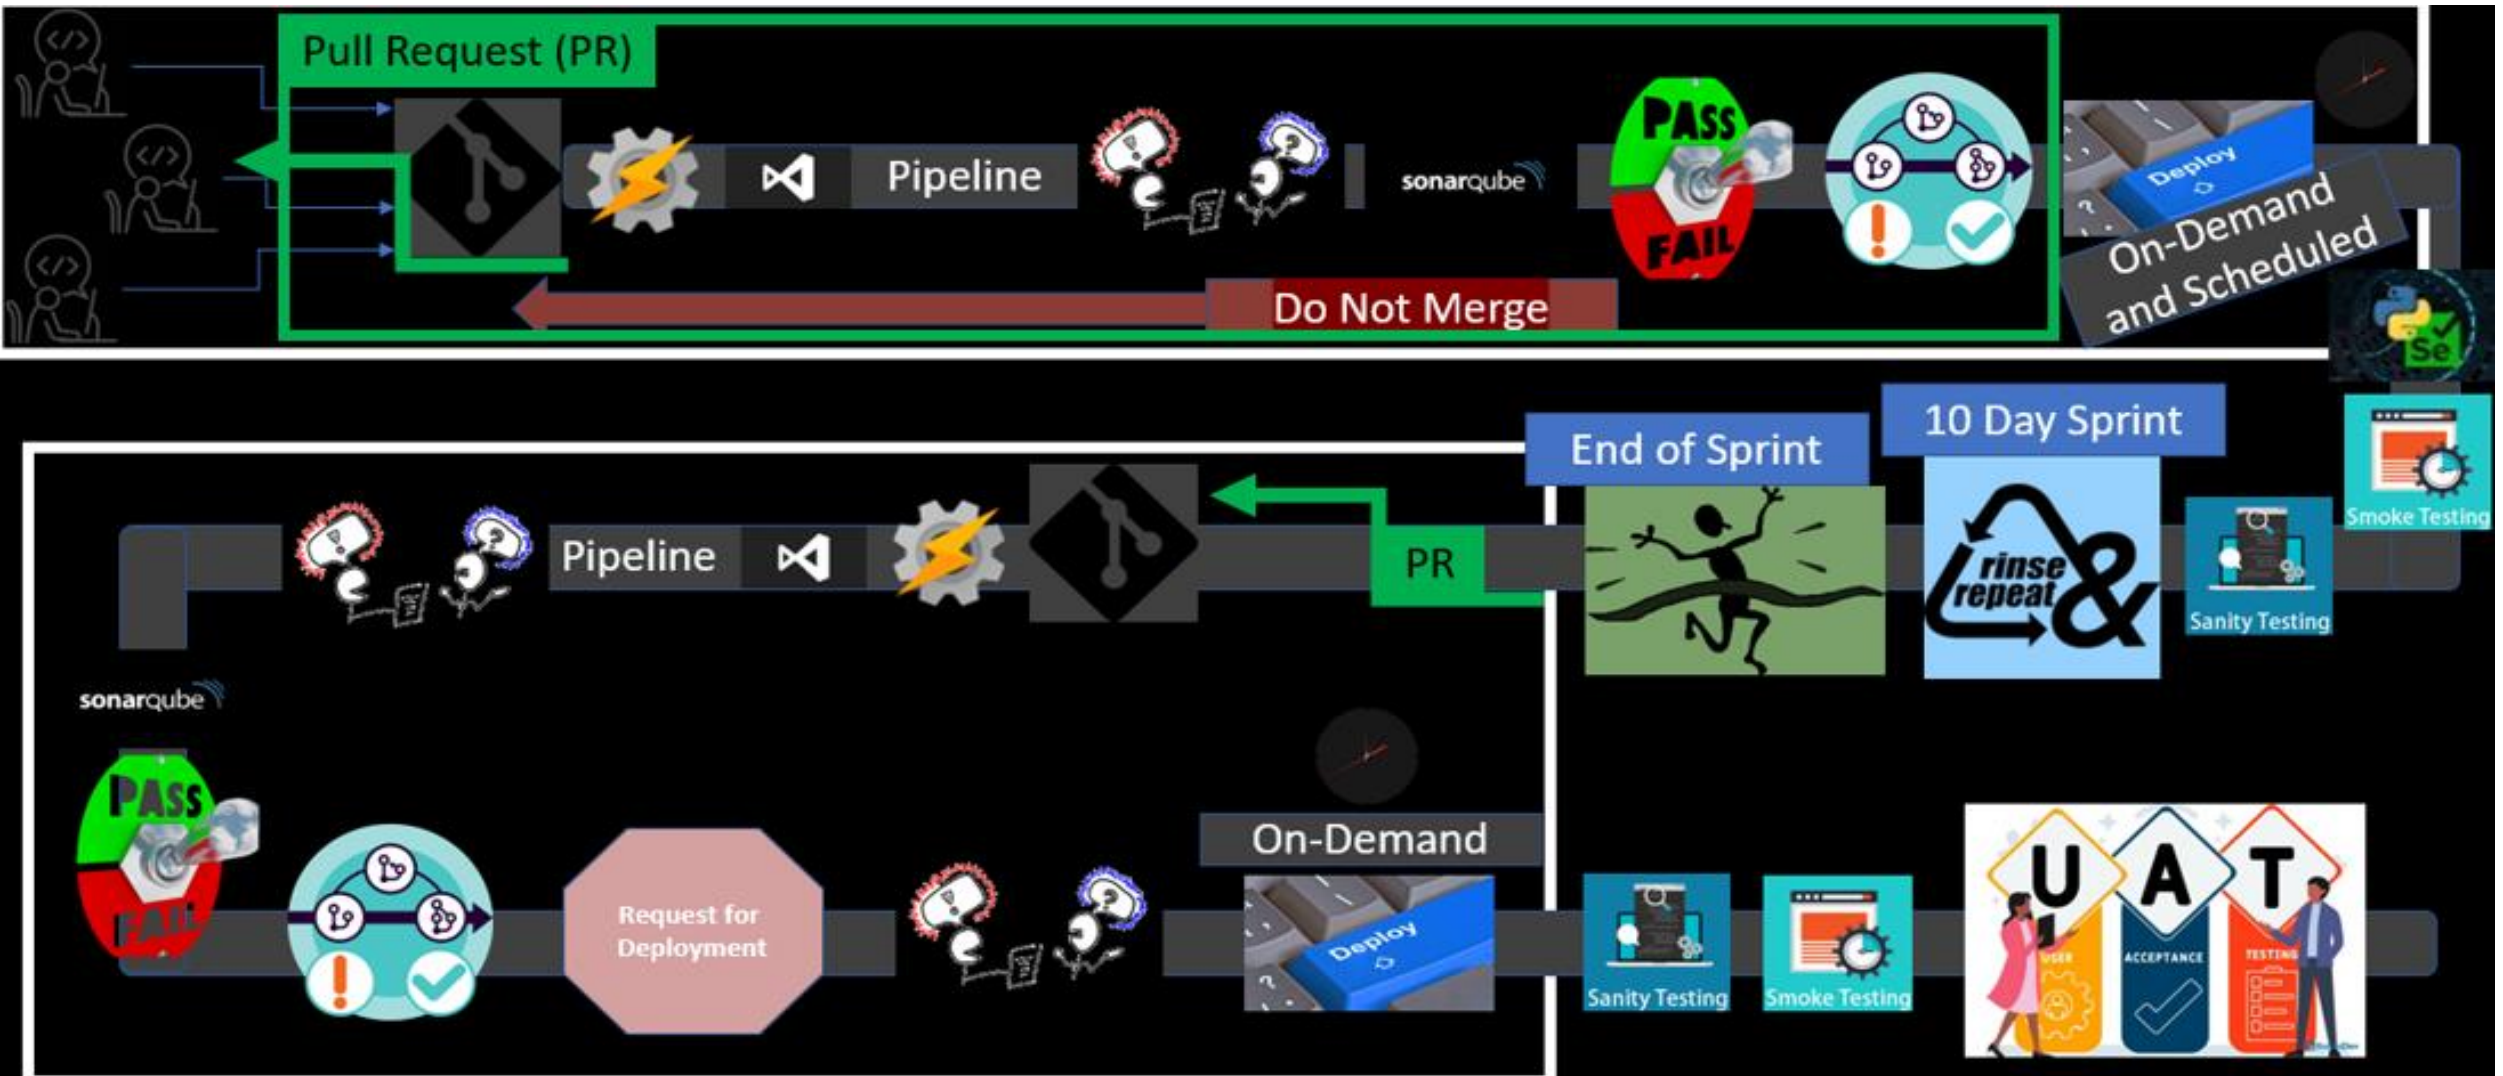 Pull Request (PR)
Pipeline
sonarqube
PASS
FAIL
Deploy
On-Demand
and Scheduled
Do Not Merge
Se
Smoke Testing
10 Day Sprint
End of Sprint
rinse
&
repeat
Sanity Testing
PR
Pipeline
sonarqube
PASS
FAIL
Request for
Deployment
On-Demand
Deploy
Sanity Testing
Smoke Testing
U A T
USER
ACCEPTANCE
TESTING